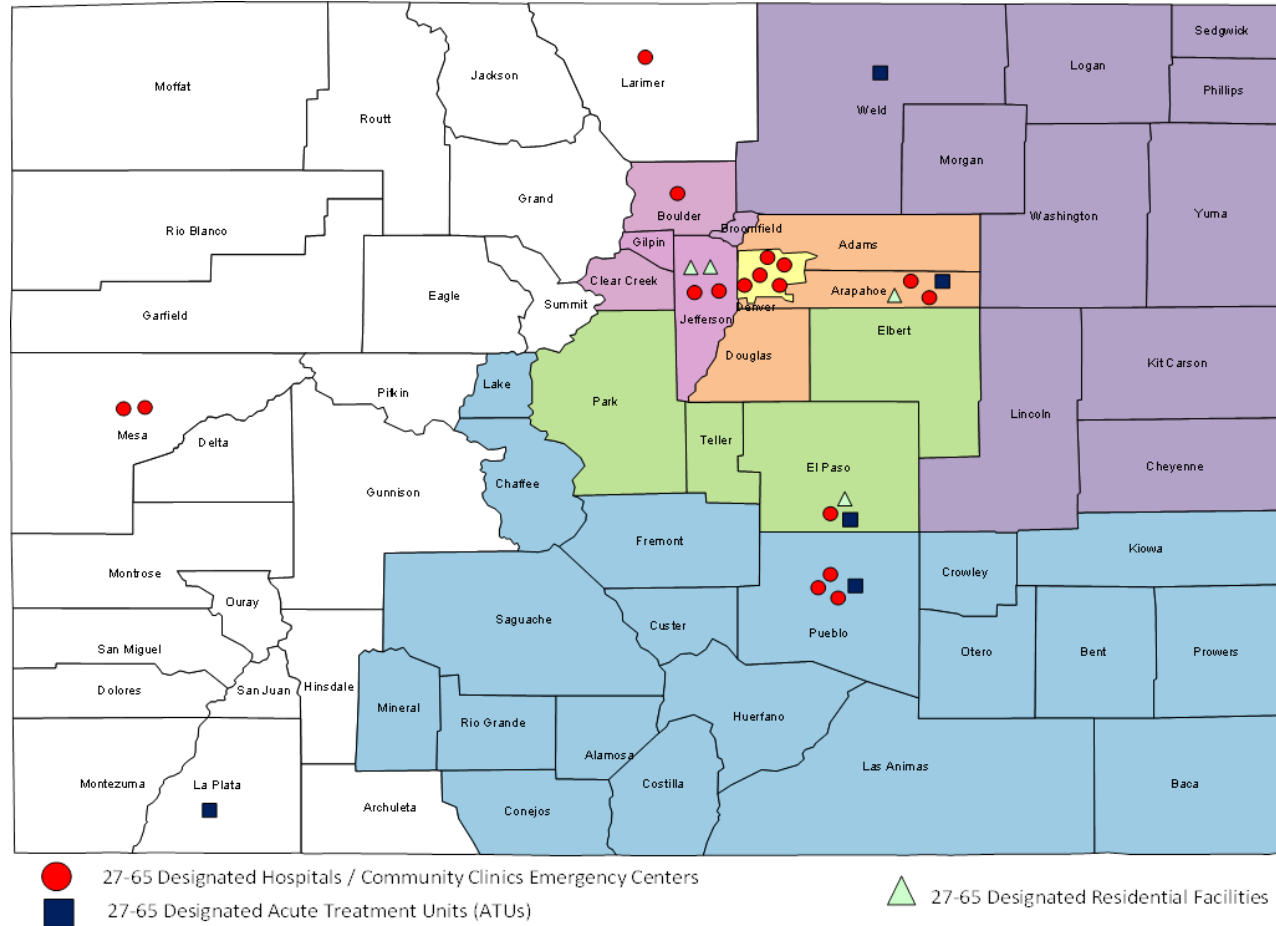 Sedgwick
Jackson
Larimer
Logan
Moffat
Phillips
Routt
Weld
Morgan
Grand
Rio Blanco
Boulder
Washington
Yuma
Broomfield
Gilpin
Adams
Clear Creek
Eagle
Arapahoe
Summit
Denver
Garfield
Jefferson
Elbert
Douglas
Kit Carson
Lake
Pitkin
Park
Lincoln
Mesa
Delta
Teller
El Paso
Cheyenne
Chaffee
Gunnison
Fremont
Kiowa
Montrose
Crowley
Ouray
Saguache
Custer
Pueblo
San Miguel
Otero
Bent
Prowers
Dolores
San Juan
Hinsdale
Mineral
Rio Grande
Huerfano
Alamosa
Las Animas
Montezuma
La Plata
Costilla
Baca
Archuleta
Conejos
27-65 Designated Hospitals / Community Clinics Emergency Centers
27-65 Designated Residential Facilities
27-65 Designated Acute Treatment Units (ATUs)